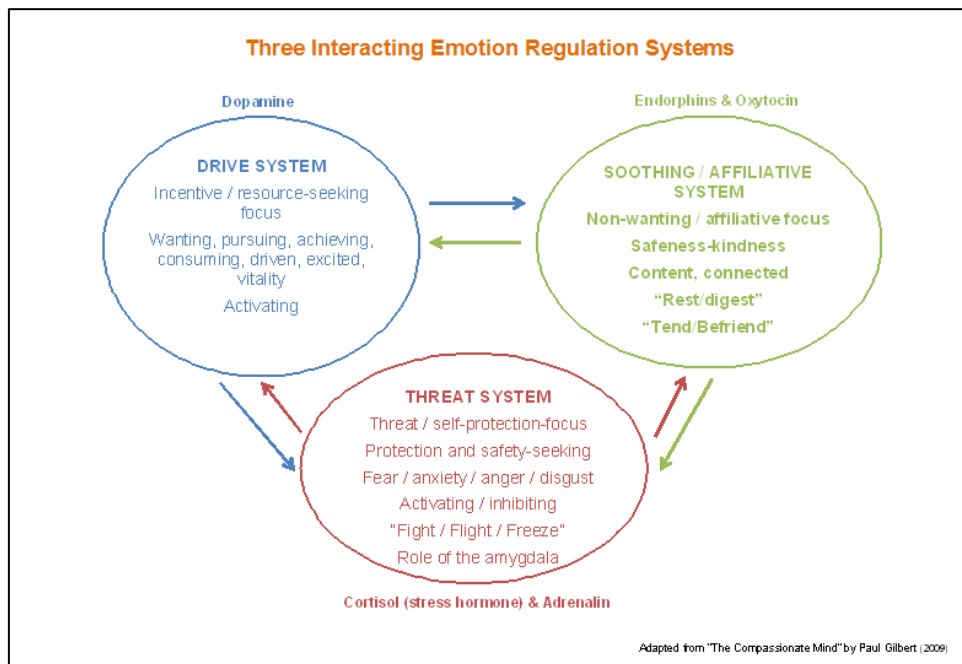 Three Interacting Emotion Regulation Systems
Dopamine
DRIVE SYSTEM
Incentive / resource-seeking
focus
Wanting, pursuing, achieving,
consuming, driven, excited,
vitality
Activating
Endorphins & Oxytocin
SOOTHING / AFFILIATIVE
SYSTEM
Non-wanting / affiliative focus
Safeness-kindness
Content, connected
“Rest/digest”
“Tend/Befriend”
THREAT SYSTEM
Threat / self-protection-focus
Protection and safety-seeking
Fear / anxiety / anger / disgust
Activating / inhibiting
"Fight / Flight / Freeze"
Role of the amygdala
Cortisol (stress hormone) & Adrenalin
Adapted from "The Compassionate Mind" by Paul Gilbert (2009)